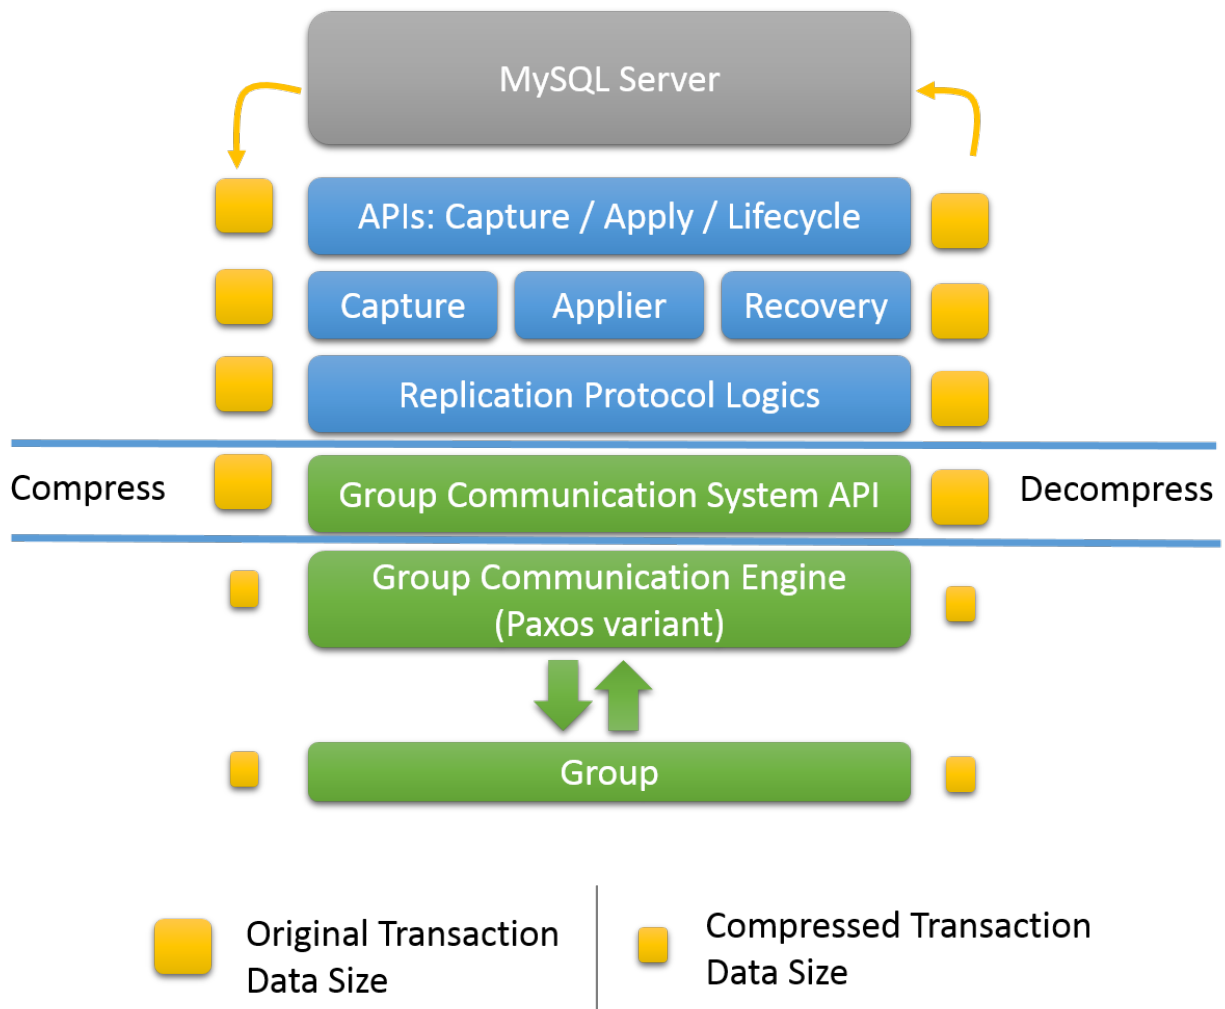 MySQL Server
APIs: Capture / Apply / Lifecycle
Capture
Applier
Recovery
Replication Protocol Logics
Compress
Group Communication System API
Decompress
Group Communication Engine
(Paxos variant)
Group
Original Transaction
Data Size
Compressed Transaction
Data Size